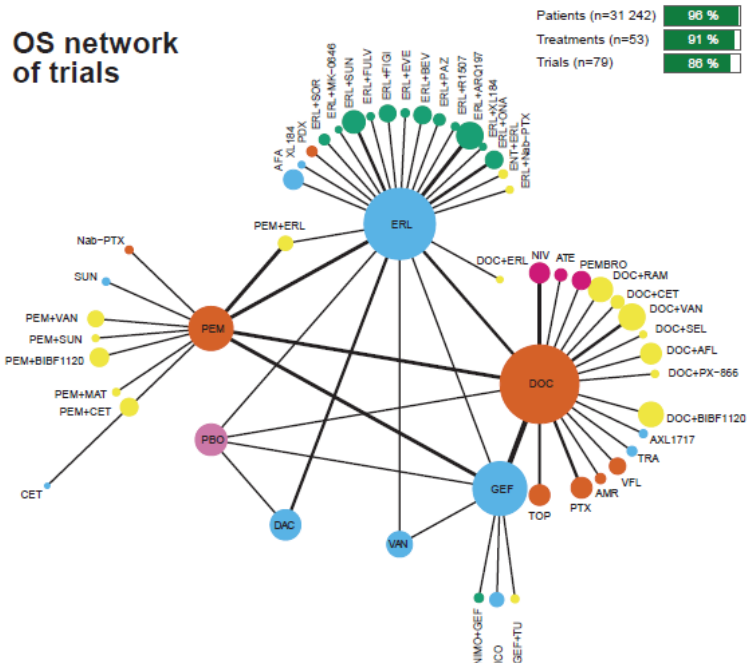 OS network
of trials
Patients (n=31 242) 96 %
Treatments (n=53) 91 %
Trials (n=79) 86 %
AFA
XL184
PDX
ERL+SOR
ERL+MK-0646
ERL+SUN
ERL+FULV
ERL+FIGI
ERL+EVE
ERL+BEV
ERL+PAZ
ERL+R1507
ERL+ARQ197
ERL+XL184
ERL+ONA
ENT+ERL
ERL+Nab-PTX
ERL
PEM+ERL
Nab-PTX
SUN
PEM+VAN
PEM+SUN
PEM+BIBF1120
PEM+MAT
PEM+CET
CET
PEM
DOC+ERL
NIV
ATE
PEMBRO
DOC+RAM
DOC+CET
DOC+VAN
DOC+SEL
DOC+AFL
DOC+PX-866
DOC+BIBF1120
AXL1717
TRA
VFL
AMR
PTX
TOP
DOC
PBO
DAC
VAN
GEF
NIMO+GEF
ICO
GEF+TU